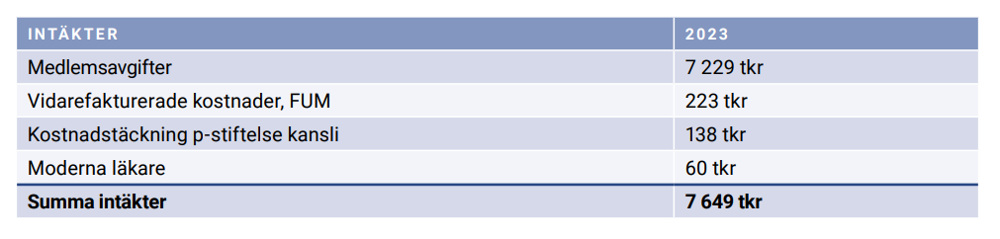 INTÄKTER 2023
Medlemsavgifter 7 229 tkr
Vidarefakturerade kostnader, FUM 223 tkr
Kostnadstäckning p-stiftelse kansli 138 tkr
Moderna läkare 60 tkr
Summa intäkter 7 649 tkr